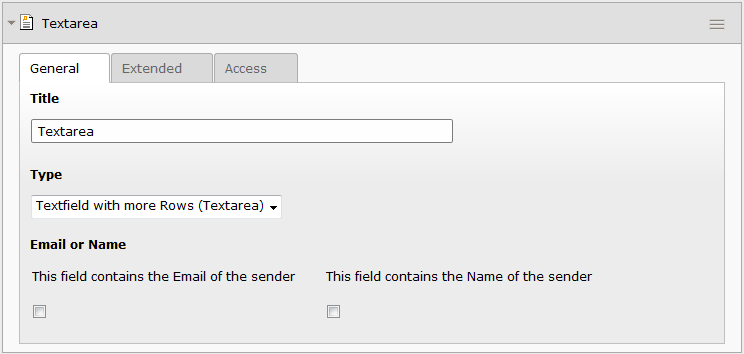 Textarea
General Extended Access
Title
Textarea
Type
Textfield with more Rows (Textarea)
Email or Name
This field contains the Email of the sender This field contains the Name of the sender